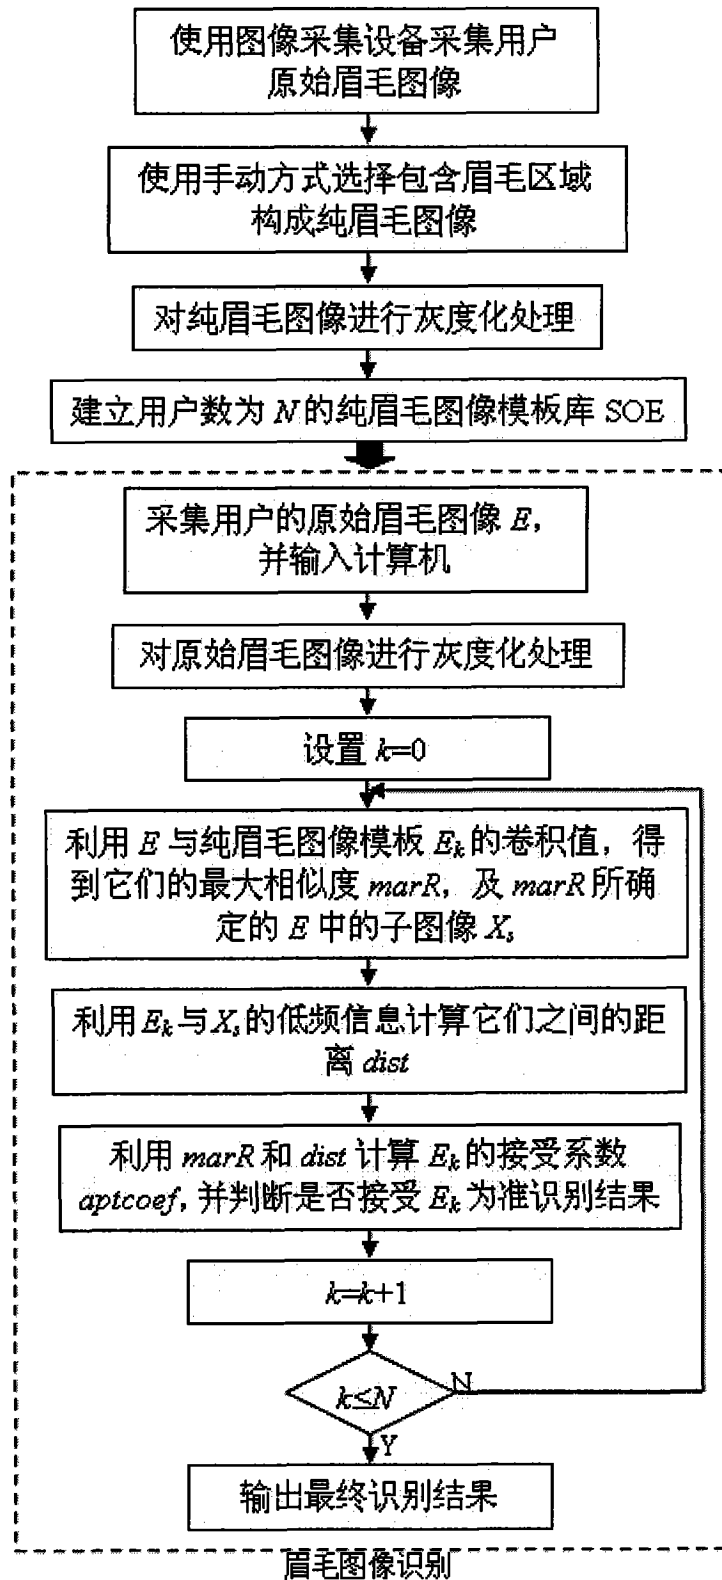 使用图像采集设备采集用户
原始眉毛图像
使用手动方式选择包含眉毛区域
构成纯眉毛图像
对纯眉毛图像进行灰度化处理
建立用户数为 N 的纯眉毛图像模板库 SOE
采集用户的原始眉毛图像 E，
并输入计算机
对原始眉毛图像进行灰度化处理
设置 k=0
利用 E 与纯眉毛图像模板 Ek 的卷积值，得
到它们的最大相似度 marR，及 marR 所确
定的 E 中的子图像 Xs
利用 Ek 与 Xs 的低频信息计算它们之间的距
离 dist
利用 marR 和 dist 计算 Ek 的接受系数
aptcoef，并判断是否接受 Ek 为准识别结果
k=k+1
k≤N
N
Y
输出最终识别结果
眉毛图像识别